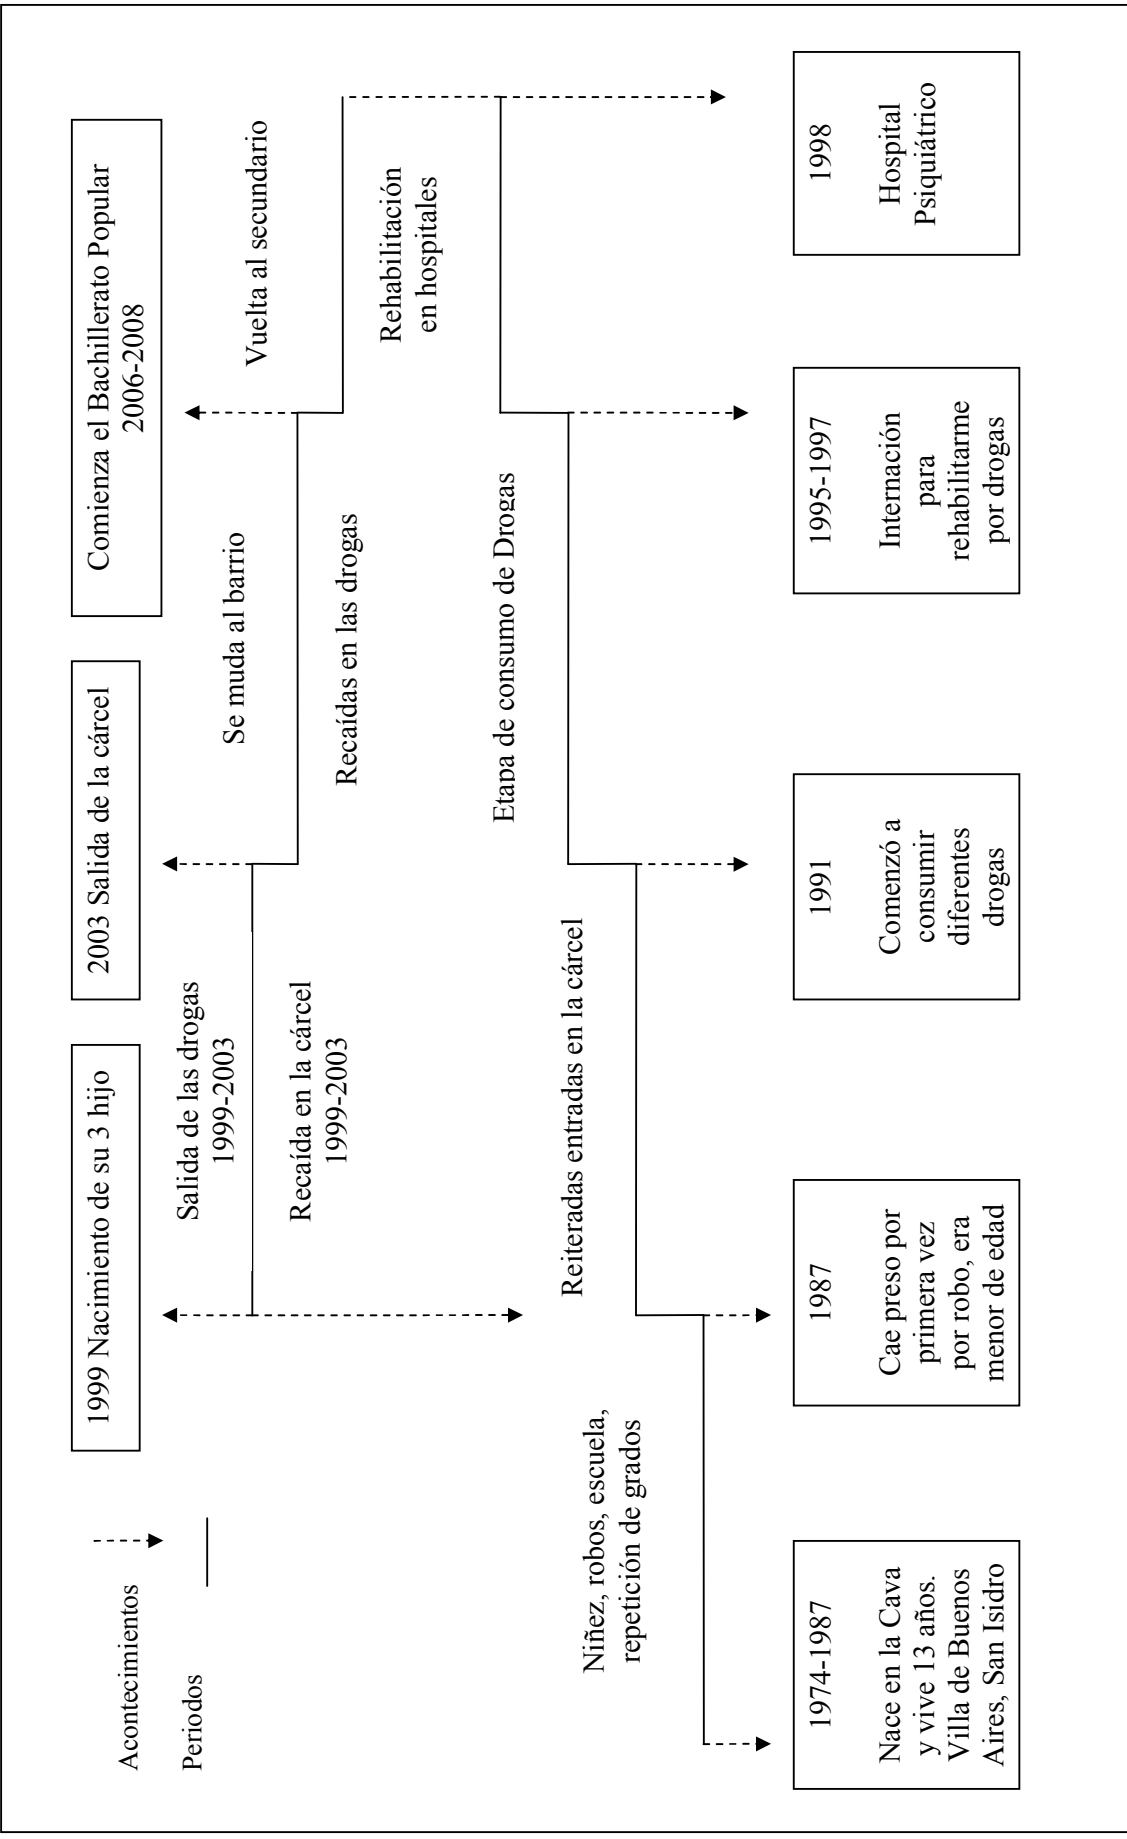 1999 Nacimiento de su 3 hijo
2003 Salida de la cárcel
Comienza el Bachillerato Popular
2006-2008
Acontecimientos
Periodos
Salida de las drogas
1999-2003
Se muda al barrio
Vuelta al secundario
Recaída en la cárcel
1999-2003
Recaídas en las drogas
Rehabilitación
en hospitales
Niñez, robos, escuela,
repetición de grados
Reiteradas entradas en la cárcel
Etapa de consumo de Drogas
1974-1987
Nace en la Cava
y vive 13 años.
Villa de Buenos
Aires, San Isidro
1987
Cae preso por
primera vez
por robo, era
menor de edad
1991
Comenzó a
consumir
diferentes
drogas
1995-1997
Internación
para
rehabilitarme
por drogas
1998
Hospital
Psiquiátrico